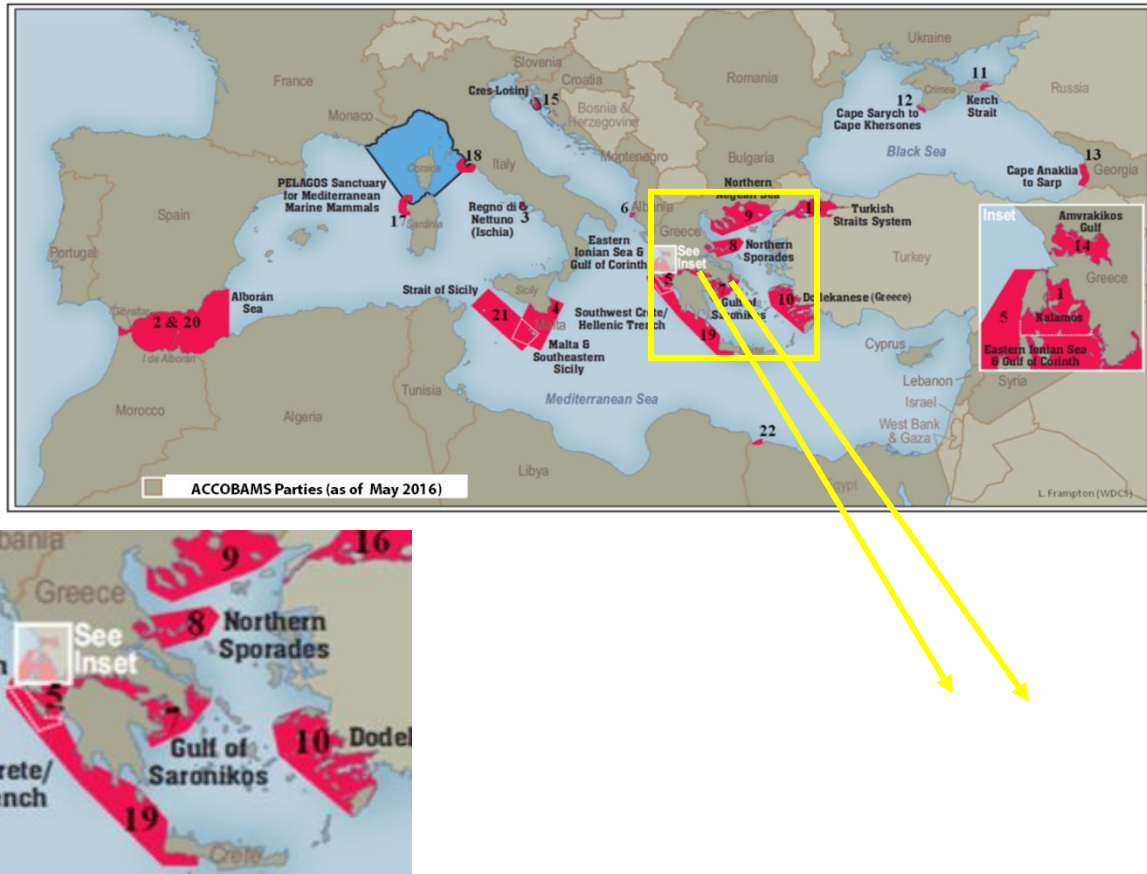 Ukraine
Slovenia
France
Croatia
Romania
11
Cres-Losinj
15
Russia
Crimea
Bosnia &
Herzegovina
12
Kerch
Strait
Monaco
Cape Sarych to
Cape Khersones
18
Italy
Montenegro
Bulgaria
Black Sea
13
Corsica
Cape Anaklia
to Sarp
Georgia
PELAGOS Sanctuary
for Mediterranean
Marine Mammals
Northern
Aegean Sea
Spain
Regno di
Nettuno
(Ischia)
3
6
Albania
1
Turkish
Straits System
Inset
Amvrakikos
Gulf
17
Sardinia
9
Greece
14
Portugal
Eastern
Ionian Sea &
Gulf of Corinth
See
Inset
8
Northern
Sporades
Turkey
Greece
Strait of Sicily
Sicily
5
7
10
Dodekanese (Greece)
1
Alborán
Sea
Gibraltar
2 & 20
21
4
Southwest Crete/
Hellenic Trench
Gulf of
Saronikos
5
Kalamos
I de Alborán
Malta
19
Malta &
Southeastern
Sicily
Cyprus
Eastern Ionian Sea
& Gulf of Corinth
Tunisia
Lebanon
Syria
Morocco
Algeria
Mediterranean Sea
Israel
West Bank
& Gaza
22
Libya
Egypt
ACCOBAMS Parties (as of May 2016)
L. Frampton (WDCS)
bania
9
16
Greece
8
Northern
Sporades
See
Inset
n
5
7
10
Dodel
Gulf of
Saronikos
rete/
ench
19
Crete